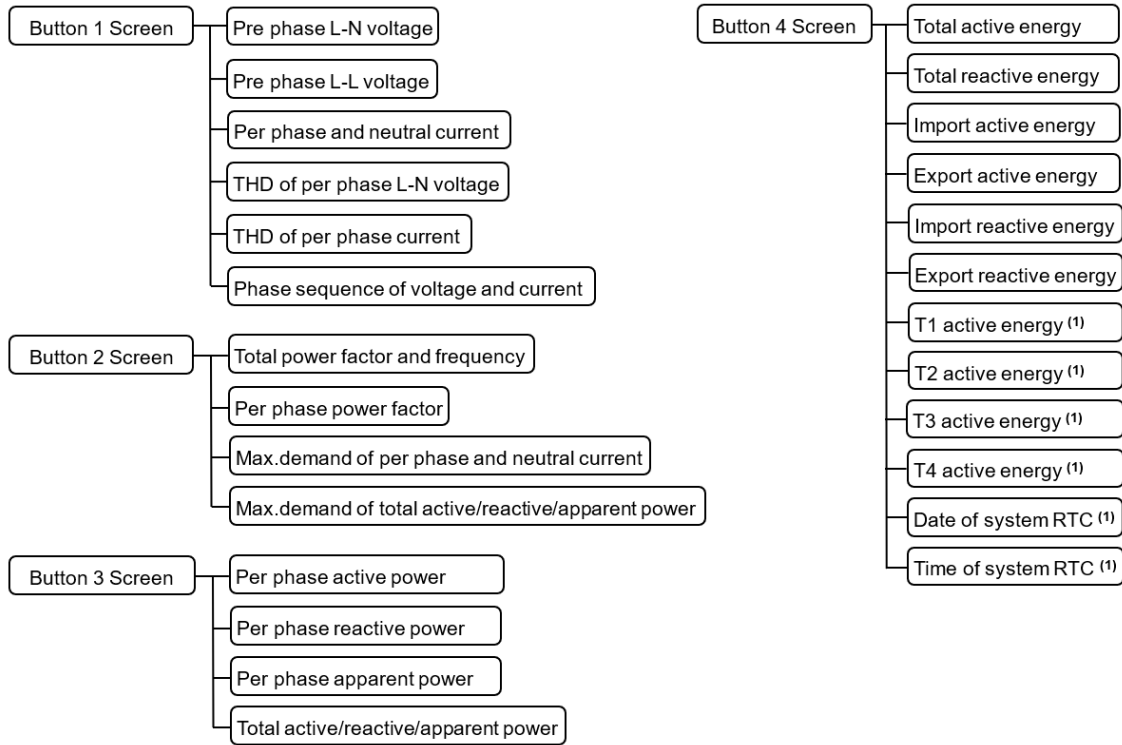 Button 1 Screen
Pre phase L-N voltage
Pre phase L-L voltage
Per phase and neutral current
THD of per phase L-N voltage
THD of per phase current
Phase sequence of voltage and current
Button 2 Screen
Total power factor and frequency
Per phase power factor
Max.demand of per phase and neutral current
Max.demand of total active/reactive/apparent power
Button 3 Screen
Per phase active power
Per phase reactive power
Per phase apparent power
Total active/reactive/apparent power
Button 4 Screen
Total active energy
Total reactive energy
Import active energy
Export active energy
Import reactive energy
Export reactive energy
T1 active energy (1)
T2 active energy (1)
T3 active energy (1)
T4 active energy (1)
Date of system RTC (1)
Time of system RTC (1)